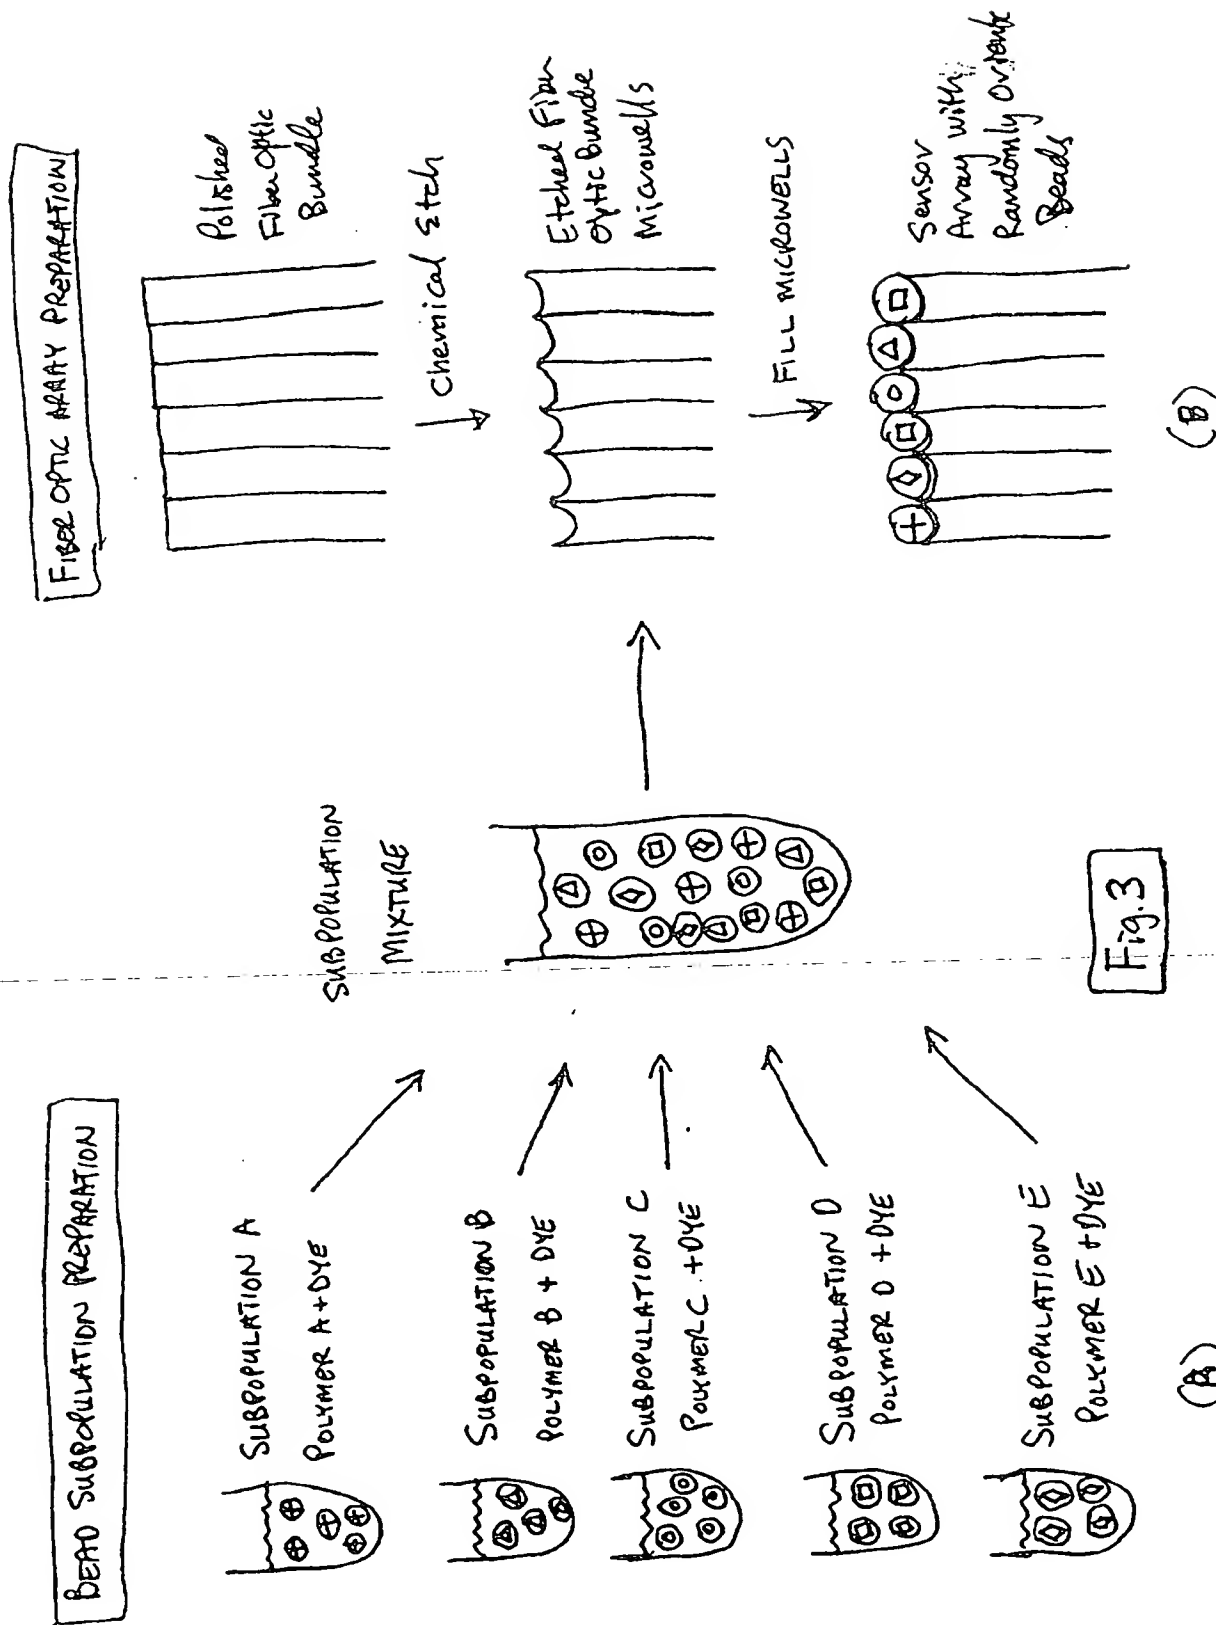 BEAD SUBPOPULATION PREPARATION
SUBPOPULATION A
POLYMER A + DYE
SUBPOPULATION B
POLYMER B + DYE
SUBPOPULATION C
POLYMER C. + DYE
SUBPOPULATION D
POLYMER D + DYE
SUBPOPULATION E
POLYMER E + DYE
(A)
SUBPOPULATION
MIXTURE
Fig. 3
FIBER OPTIC ARRAY PREPARATION
Polished
Fiber Optic
Bundle
Chemical Etch
Etched Fiber
Optic Bundle
Microwells
FILL MICROWELLS
Sensor
Array with
Randomly
Beads
(B)